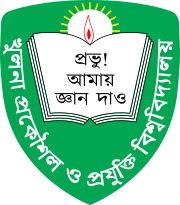 প্রভু!
আমায়
জ্ঞান দাও
খুলনা প্রকৌশল ও প্রযুক্তি বিশ্ববিদ্যালয়